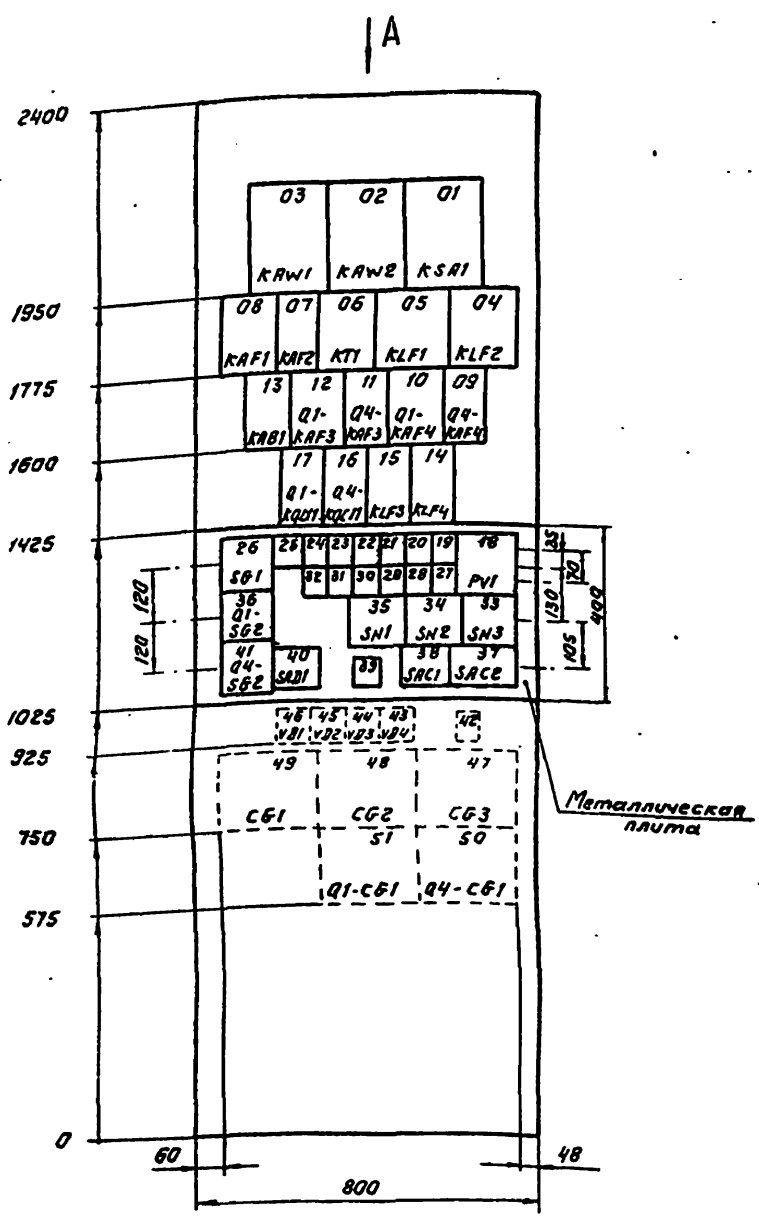 А
2400
03 02 01
KAW1 KAW2 KSA1
1950
08 07 06 05 04
KAF1 KAF2 KT1 KLF1 KLF2
1775
13 12 11 10 09
Q1- Q4- Q1- Q4-
KAB1 KAF3 KAF3 KAF4 KAF4
1600
17 16 15 14
Q1- Q4-
KLF3 KLF4
1425
26 25 24 23 22 21 20 19 18
35
32 31 30 29 28 27
SG1 PV1
70
130
400
120
36 35 34 33
Q1-
SG2 SN1 SN2 SN3
120
105
41 40 39 38 37
Q4-
SG2 SAC1 SAC2
1025
46 45 44 43 42
VD1 VD2 VD3 VD4
925
49 48 47
CG1 CG2 CG3
Металлическая
плита
750
51 50
Q1-CG1 Q4-CG1
575
0
60 48
800